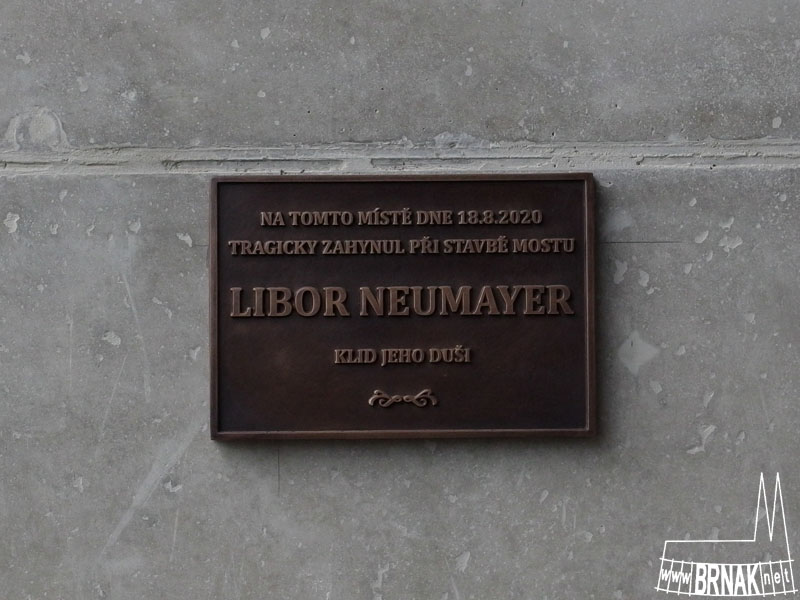 NA TOMTO MÍSTĚ DNE 18.8.2020
TRAGICKY ZAHYNUL PŘI STAVBĚ MOSTU
LIBOR NEUMAYER
KLID JEHO DUŠI
www.BRNAK.net